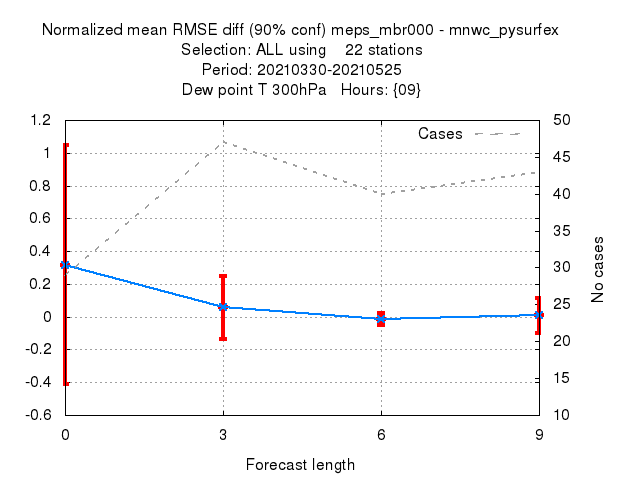 Normalized mean RMSE diff (90% conf) meps_mbr000 - mnwc_pysurfex
Selection: ALL using 22 stations
Period: 20210330-20210525
Dew point T 300hPa Hours: {09}
Cases
1.2
1
0.8
0.6
0.4
0.2
0
-0.2
-0.4
-0.6
50
45
40
35
30
25
20
15
10
No cases
0 3 6 9
Forecast length